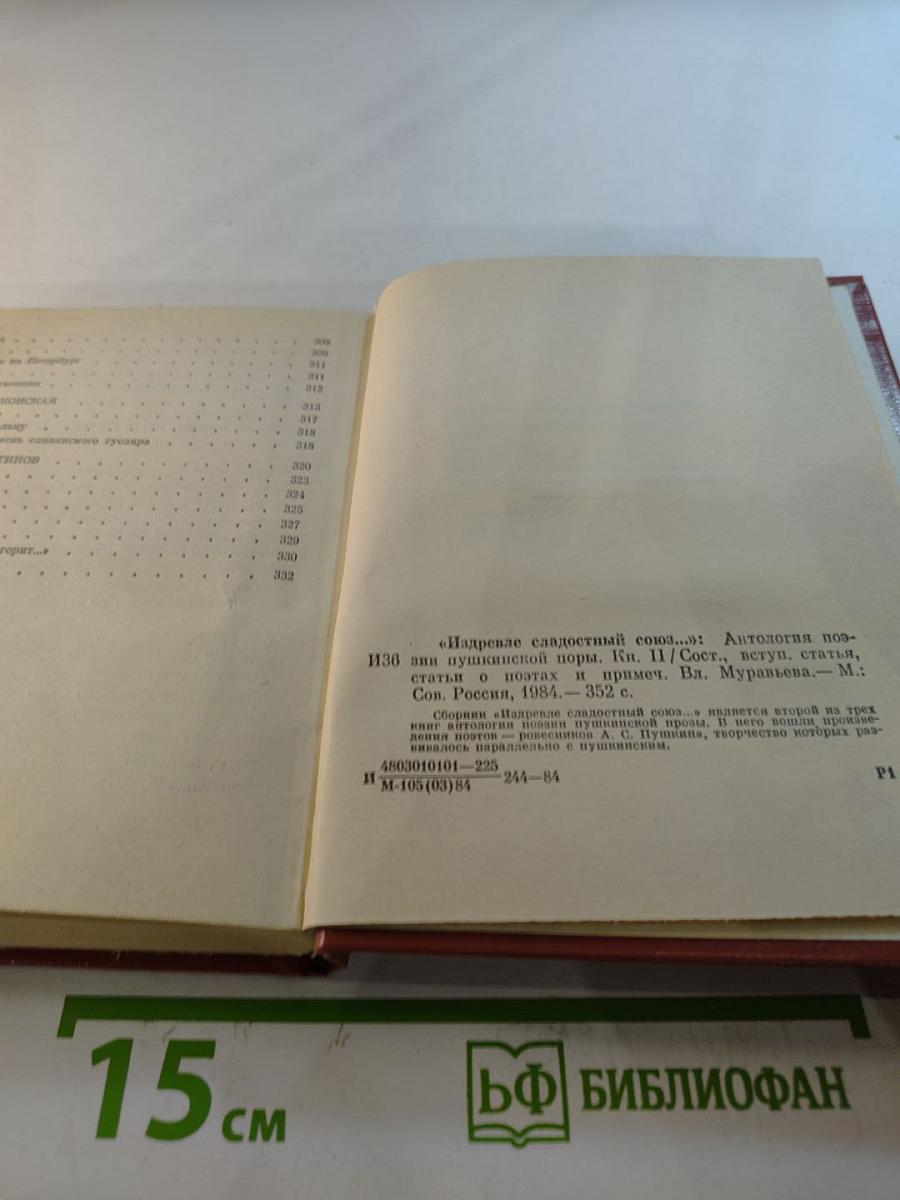 309
309
е на Петербург 311
311
312
313
317
318
еснь славянского гусляра 318
ТИНОВ 320
323
324
325
327
329
горит...» 330
332
«Издревле сладостный союз...»: Антология поэ-
И36 зии пушкинской поры. Кн. II / Сост., вступ. статья,
статьи о поэтах и примеч. Вл. Муравьева.— М.:
Сов. Россия, 1984.— 352 с.
Сборник «Издревле сладостный союз...» является второй из трех
книг антологии поэзии пушкинской прозы. В него вошли произве-
дения поэтов — ровесников А. С. Пушкина, творчество которых раз-
вивалось параллельно с пушкинским.
4803010101—225
И 244—84
М-105(03)84
Р1
15 см
БФ БИБЛИОФАН